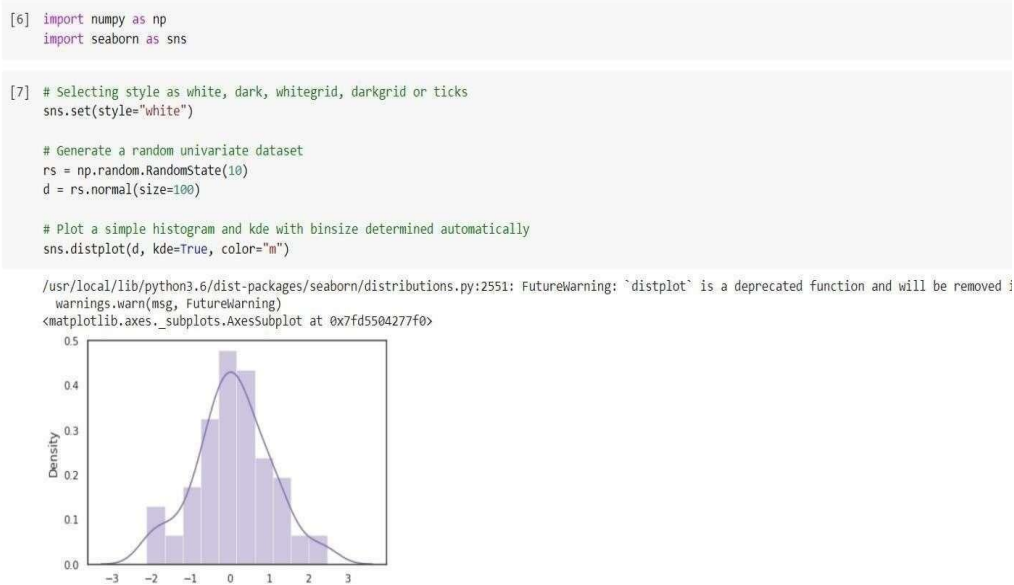 [6] import numpy as np
import seaborn as sns
[7] # Selecting style as white, dark, whitegrid, darkgrid or ticks
sns.set(style="white")
# Generate a random univariate dataset
rs = np.random.RandomState(10)
d = rs.normal(size=100)
# Plot a simple histogram and kde with binsize determined automatically
sns.distplot(d, kde=True, color="m")
/usr/local/lib/python3.6/dist-packages/seaborn/distributions.py:2551: FutureWarning: `distplot` is a deprecated function and will be removed i
warnings.warn(msg, FutureWarning)
<matplotlib.axes._subplots.AxesSubplot at 0x7fd5504277f0>
0.5
0.4
0.3
0.2
0.1
0.0
Density
−3 −2 −1 0 1 2 3